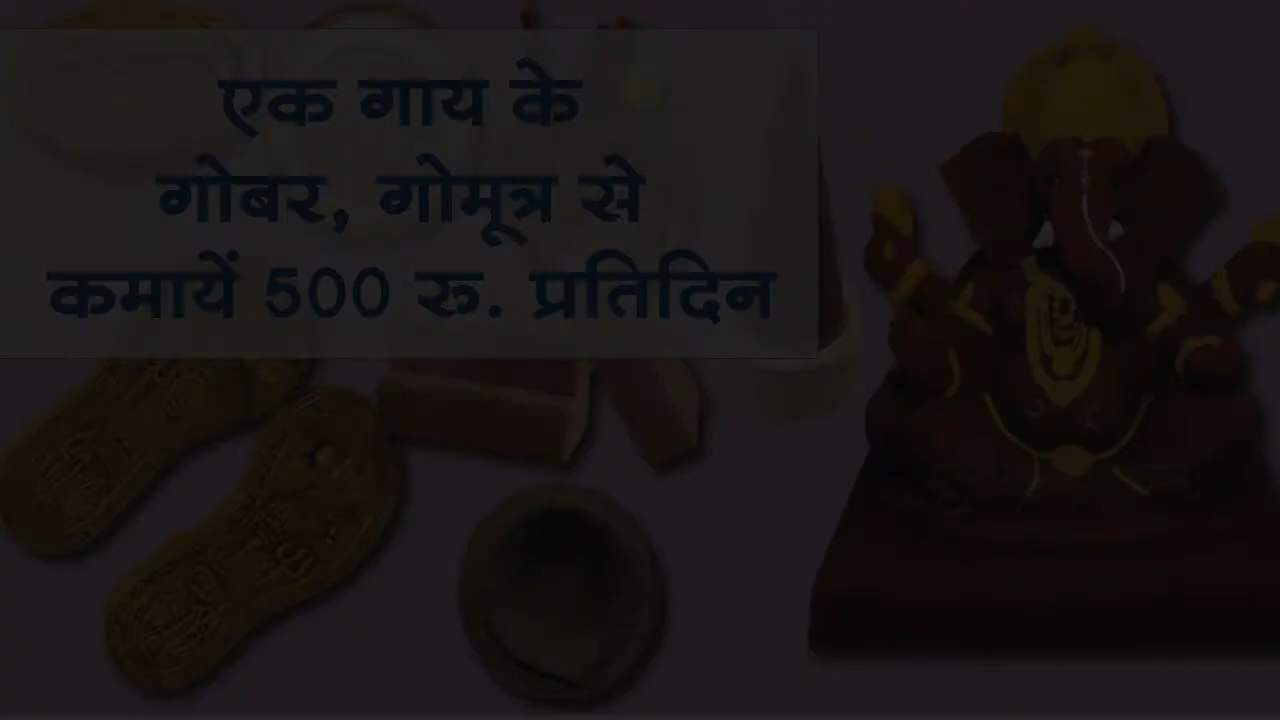 एक गाय के
गोबर, गोमूत्र से
कमायें 500 रु. प्रतिदिन